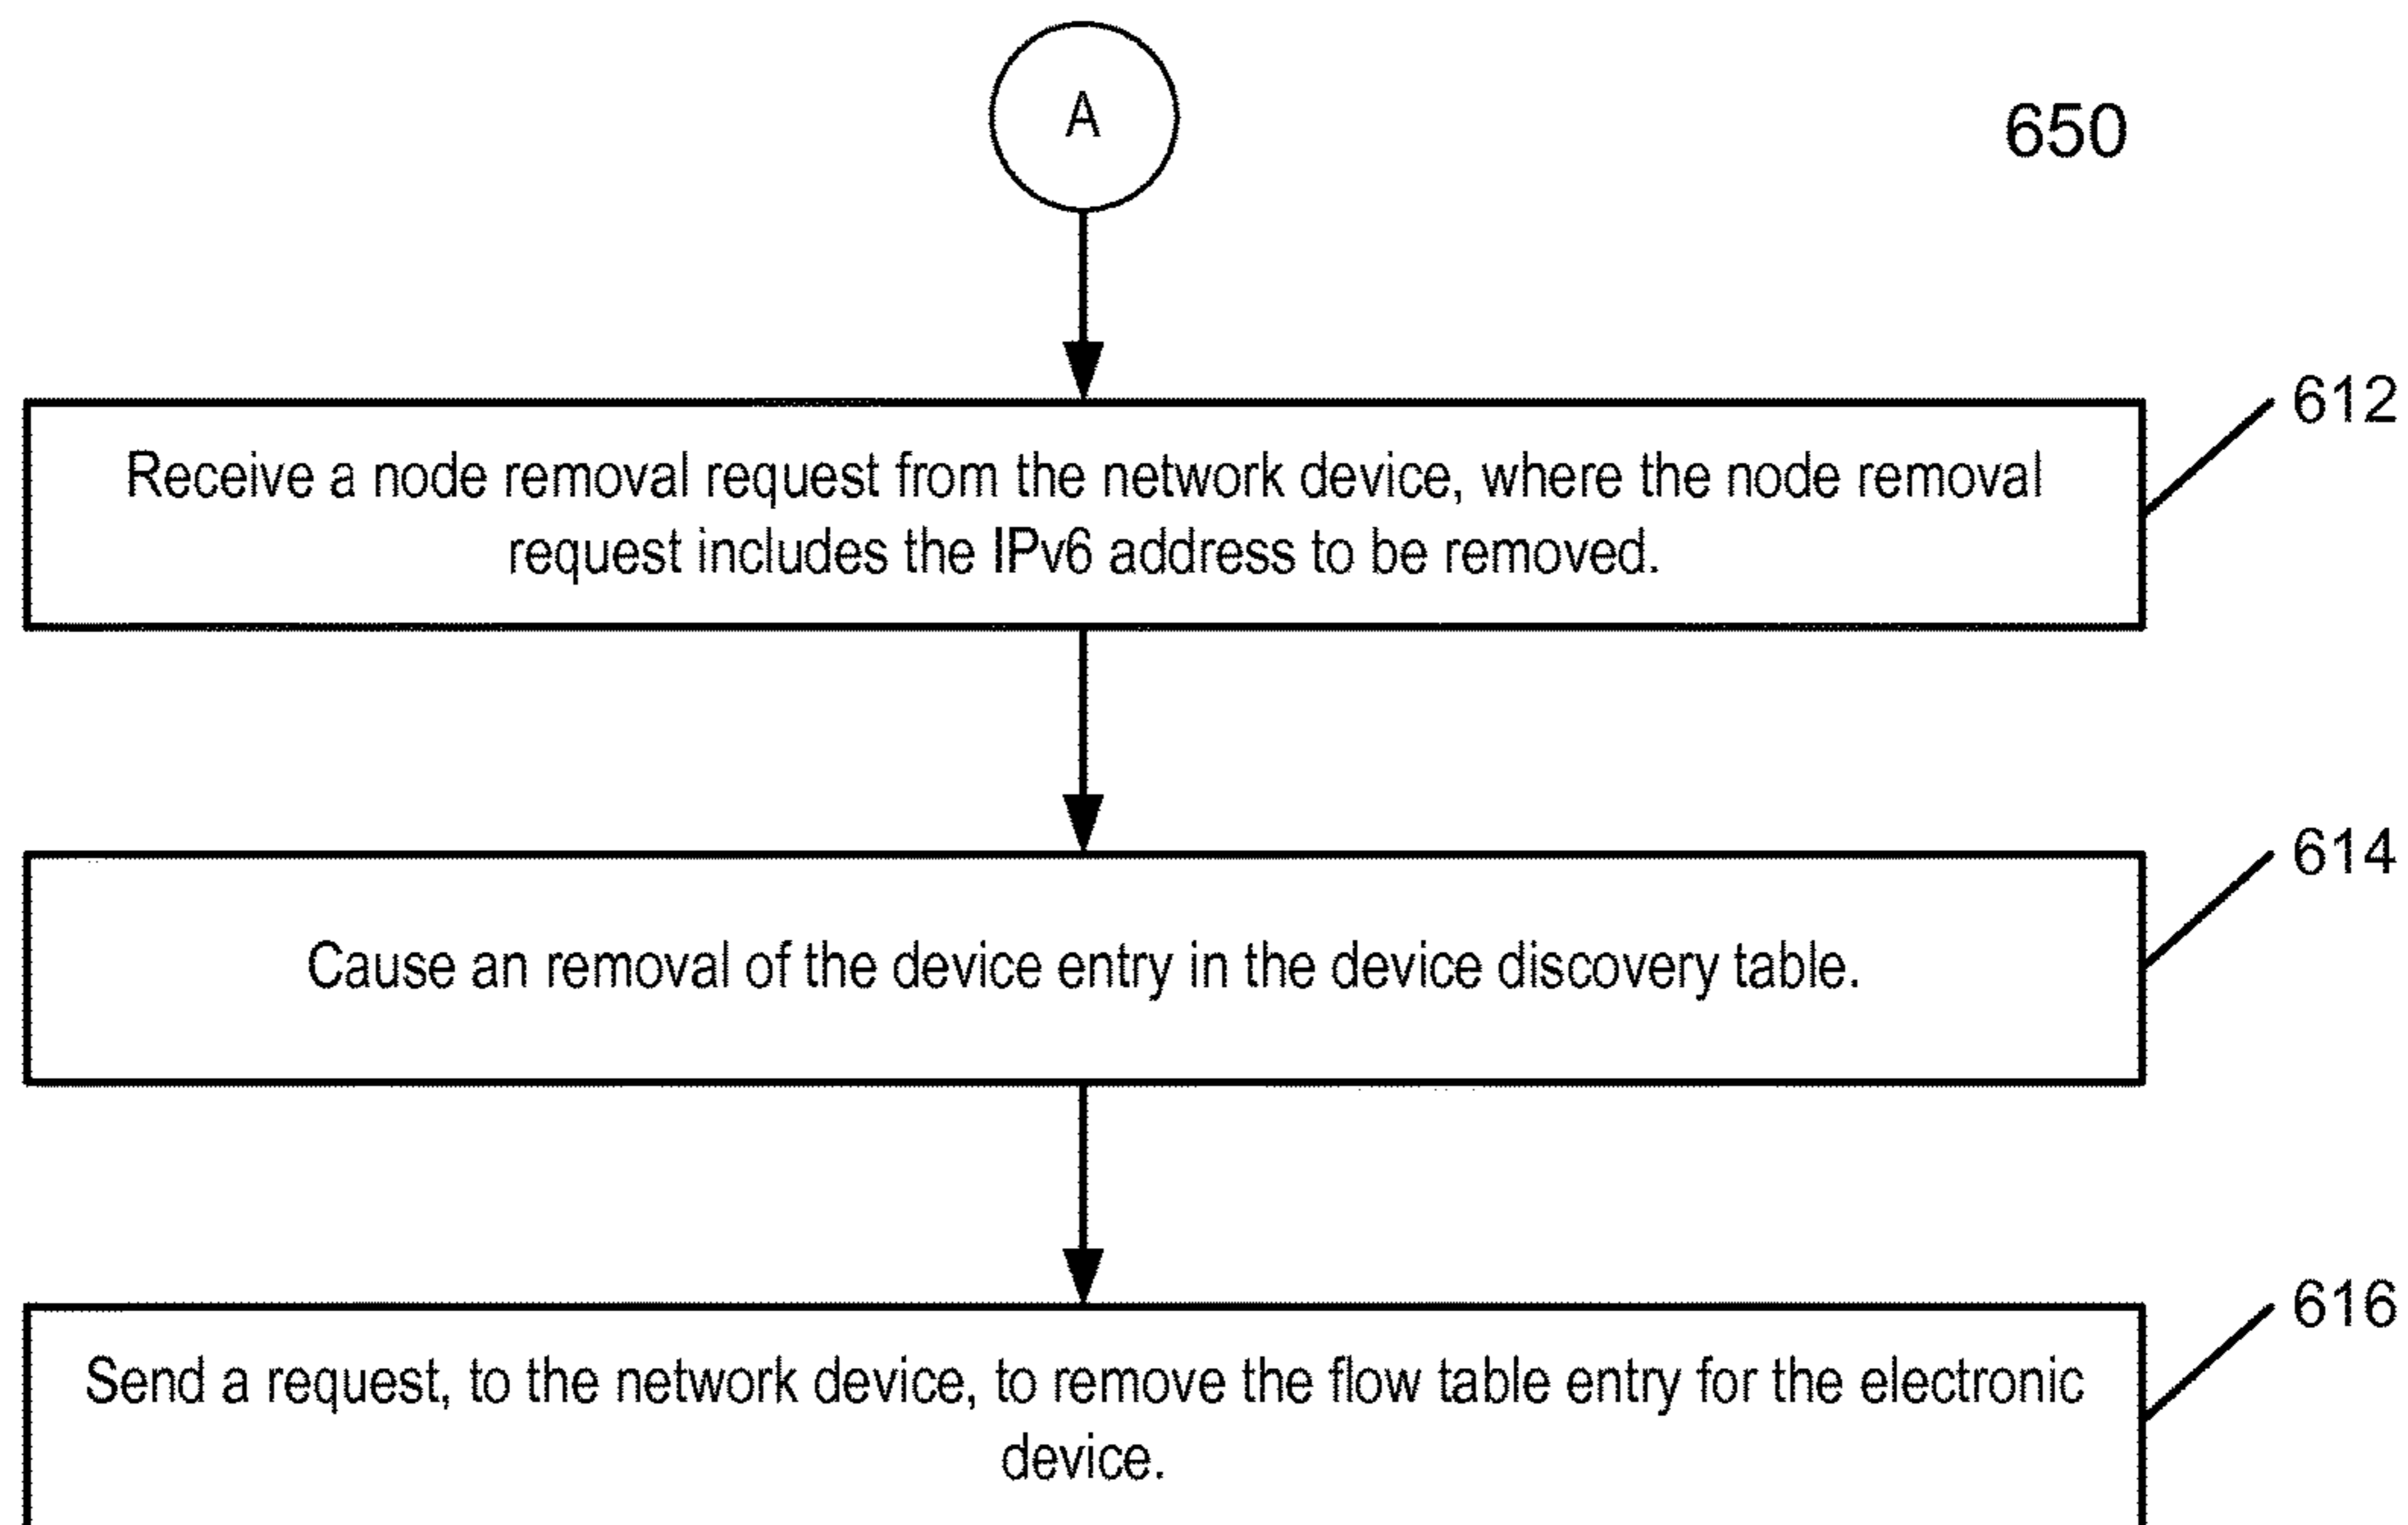 A
650
612
Receive a node removal request from the network device, where the node removal
request includes the IPv6 address to be removed.
614
Cause an removal of the device entry in the device discovery table.
616
Send a request, to the network device, to remove the flow table entry for the electronic
device.